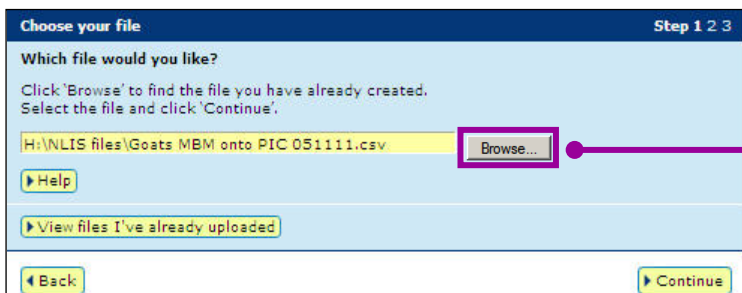 Choose your file Step 1 2 3
Which file would you like?
Click 'Browse' to find the file you have already created.
Select the file and click 'Continue'.
H:\NLIS files\Goats MBM onto PIC 051111.csv Browse...
Help
View files I've already uploaded
Back Continue